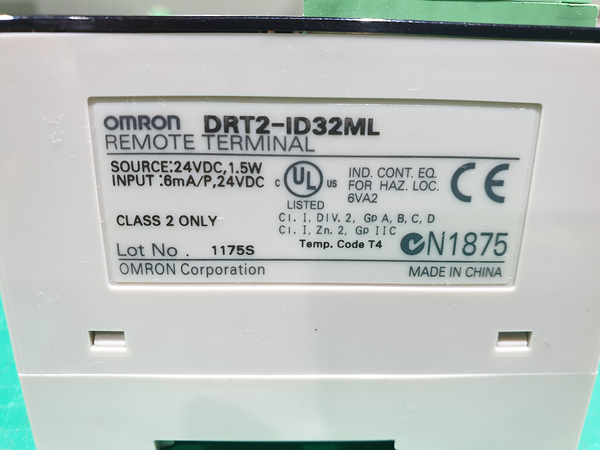 OMRON DRT2-ID32ML
REMOTE TERMINAL
SOURCE:24VDC, 1.5W
INPUT :6mA/P, 24VDC
CLASS 2 ONLY
Lot No. 1175S
OMRON Corporation
C UL US
LISTED
IND. CONT. EQ.
FOR HAZ. LOC.
6VA2
CE
Cl. I, DIV. 2, Gp A, B, C, D
Cl. I, Zn. 2, Gp IIC
Temp. Code T4
N1875
MADE IN CHINA